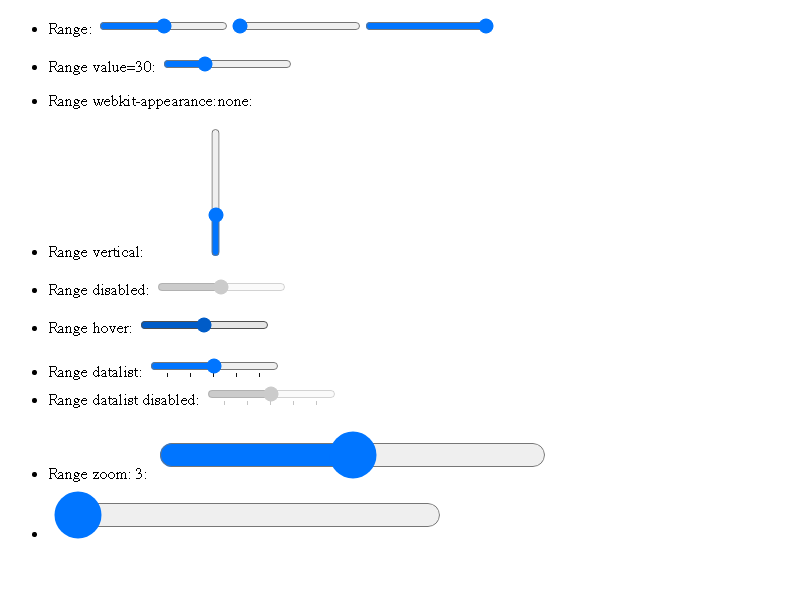 Range:
Range value=30:
Range webkit-appearance:none:
Range vertical:
Range disabled:
Range hover:
Range datalist:
Range datalist disabled:
Range zoom: 3: